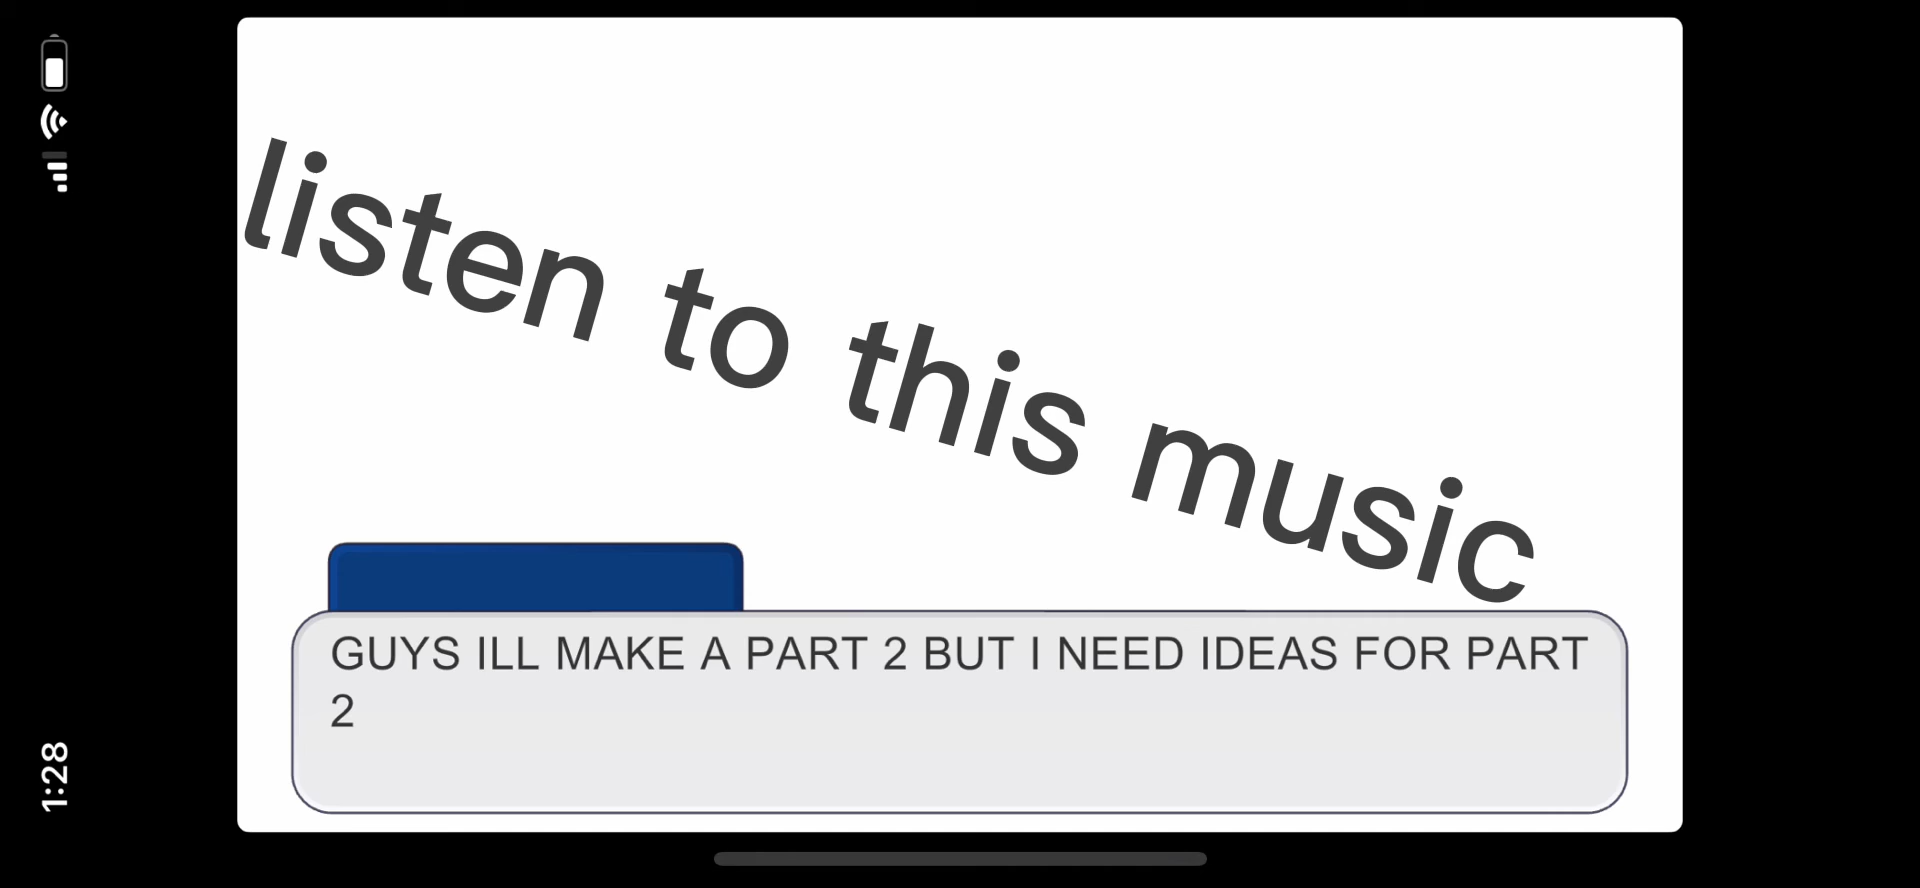 listen to this music
GUYS ILL MAKE A PART 2 BUT I NEED IDEAS FOR PART
2
1:28